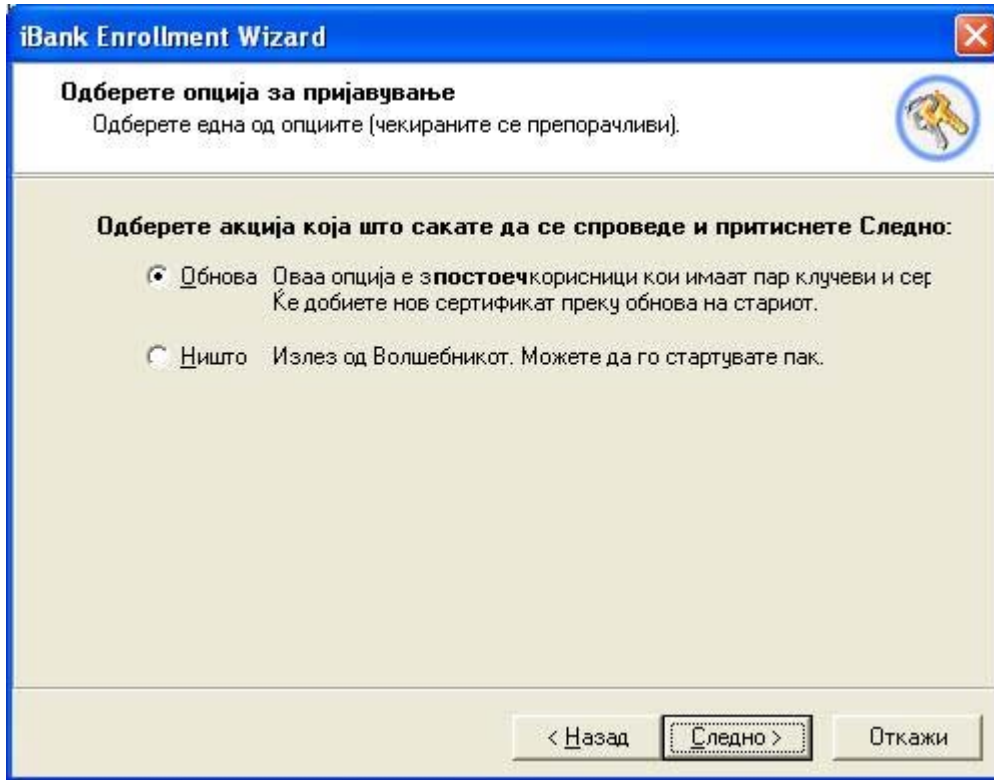 iBank Enrollment Wizard
Одберете опција за пријавување
Одберете една од опциите (чекираните се препорачливи).
Одберете акција која што сакате да се спроведе и притиснете Следно:
Обнова Оваа опција е з постоеч корисници кои имаат пар клучеви и сер
Ќе добиете нов сертификат преку обнова на стариот.
Ништо Излез од Волшебникот. Можете да го стартувате пак.
< Назад Следно > Откажи